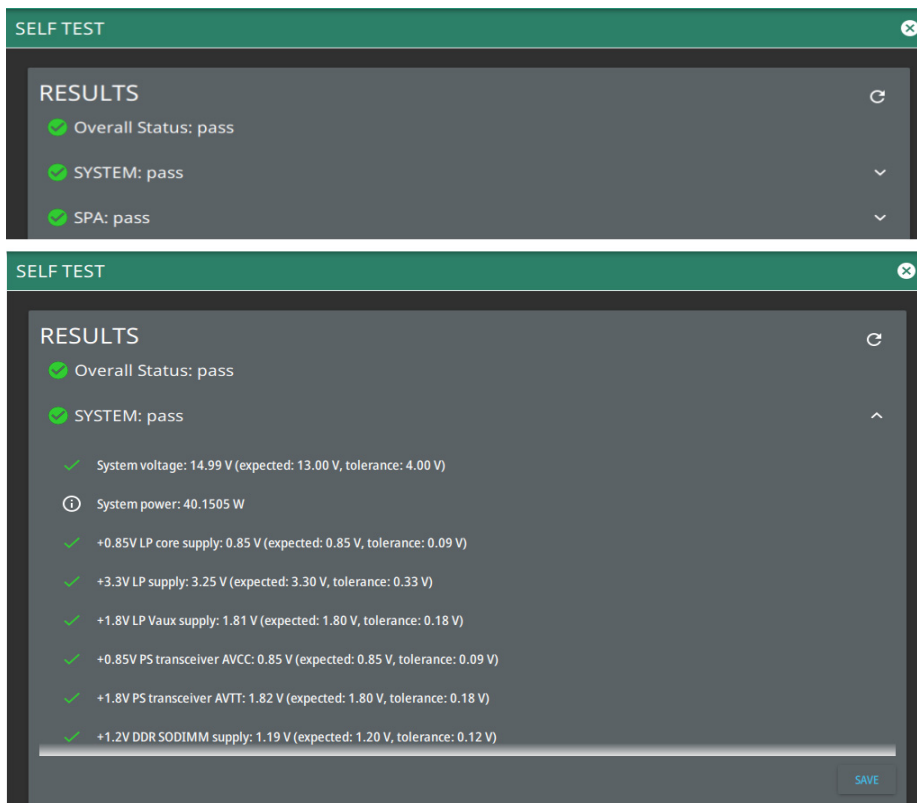 SELF TEST
RESULTS
Overall Status: pass
SYSTEM: pass
SPA: pass
SELF TEST
RESULTS
Overall Status: pass
SYSTEM: pass
System voltage: 14.99 V (expected: 13.00 V, tolerance: 4.00 V)
System power: 40.1505 W
+0.85V LP core supply: 0.85 V (expected: 0.85 V, tolerance: 0.09 V)
+3.3V LP supply: 3.25 V (expected: 3.30 V, tolerance: 0.33 V)
+1.8V LP Vaux supply: 1.81 V (expected: 1.80 V, tolerance: 0.18 V)
+0.85V PS transceiver AVCC: 0.85 V (expected: 0.85 V, tolerance: 0.09 V)
+1.8V PS transceiver AVTT: 1.82 V (expected: 1.80 V, tolerance: 0.18 V)
+1.2V DDR SODIMM supply: 1.19 V (expected: 1.20 V, tolerance: 0.12 V)
SAVE